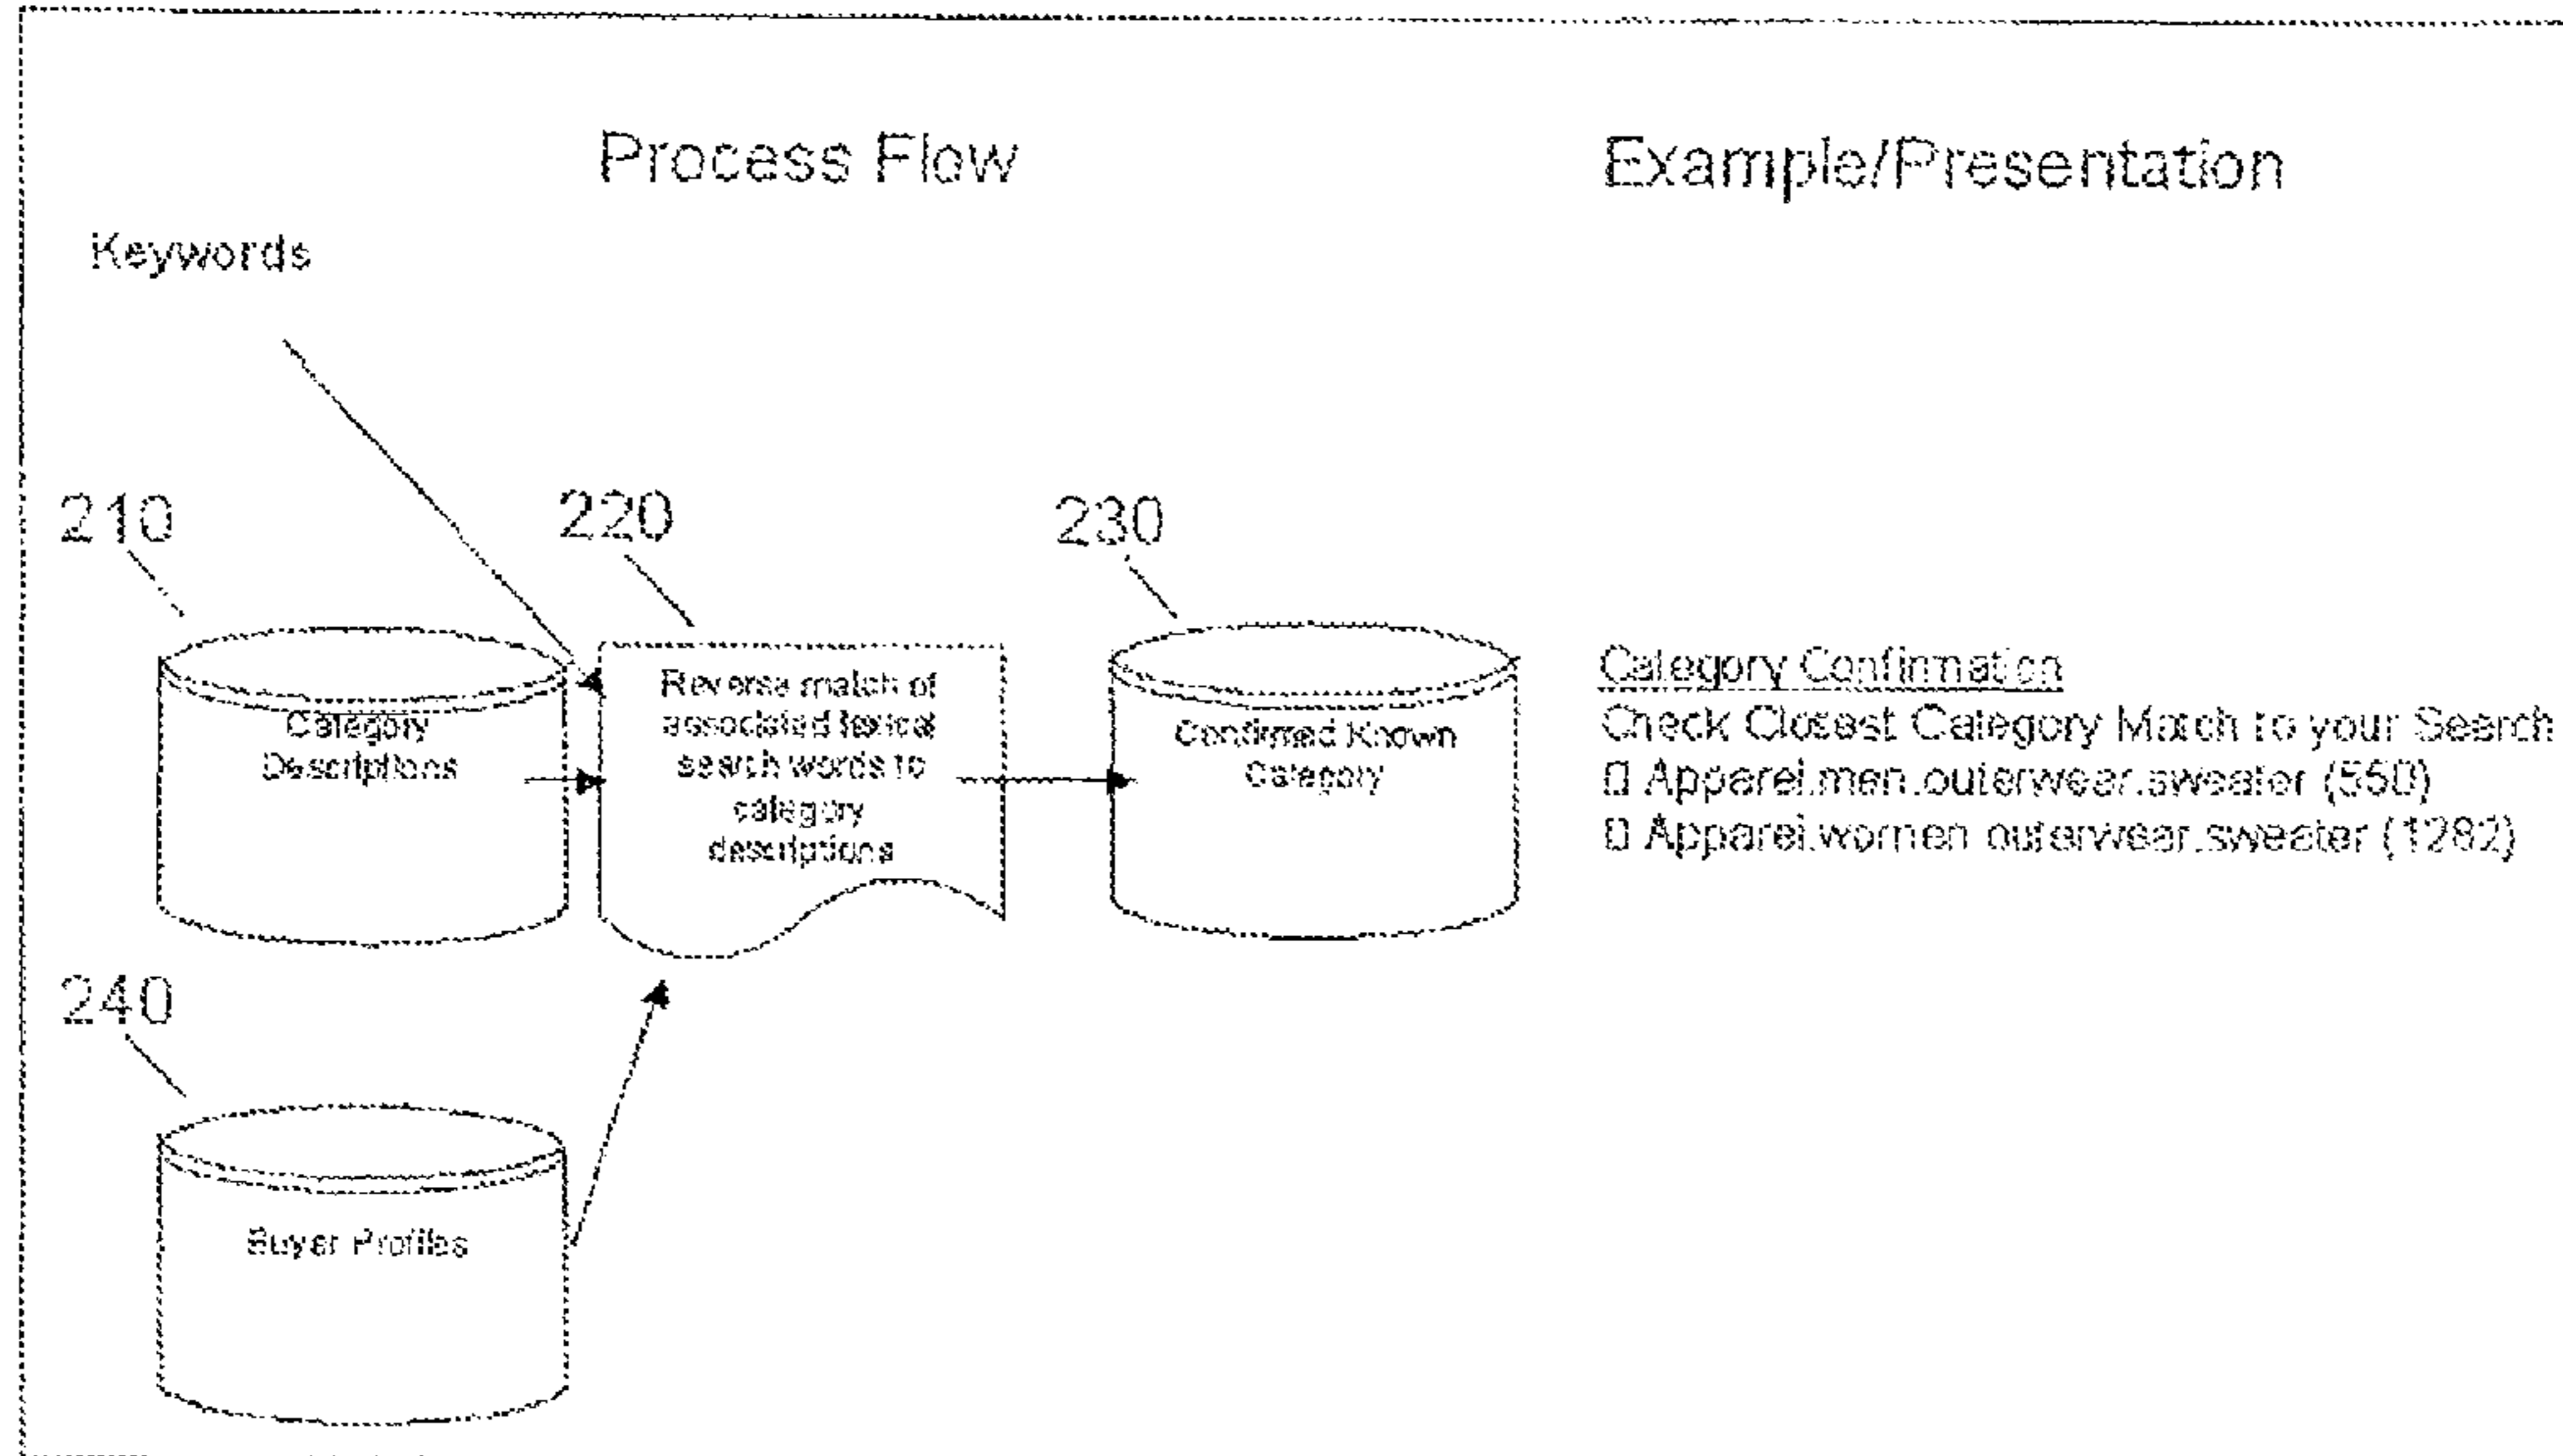 Process Flow
Example/Presentation
Keywords
210
220
230
Category
Descriptions
Reverse match of
associated lexical
search words to
category
descriptions
Confirmed Known
Category
Category Confirmation
Check Closest Category Match to your Search
▯ Apparel.men.outerwear.sweater (550)
▯ Apparel.women.outerwear.sweater (1282)
240
Buyer Profiles